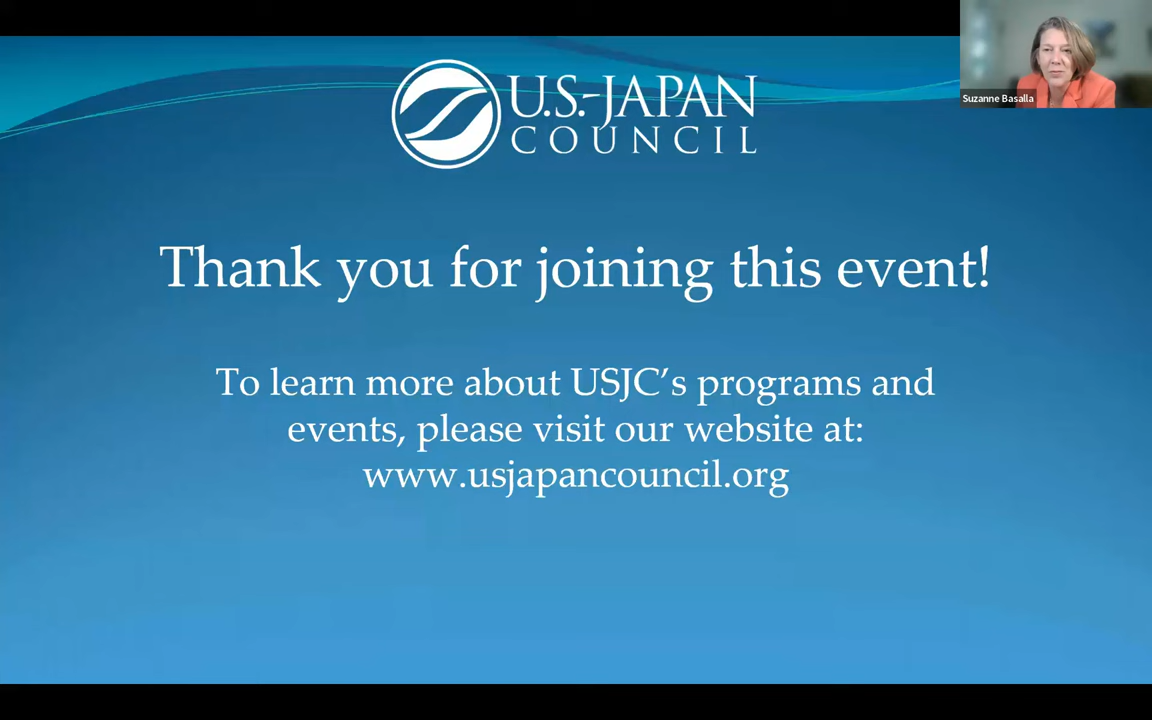 U.S.-JAPAN
COUNCIL
Suzanne Basalla
Thank you for joining this event!
To learn more about USJC’s programs and
events, please visit our website at:
www.usjapancouncil.org